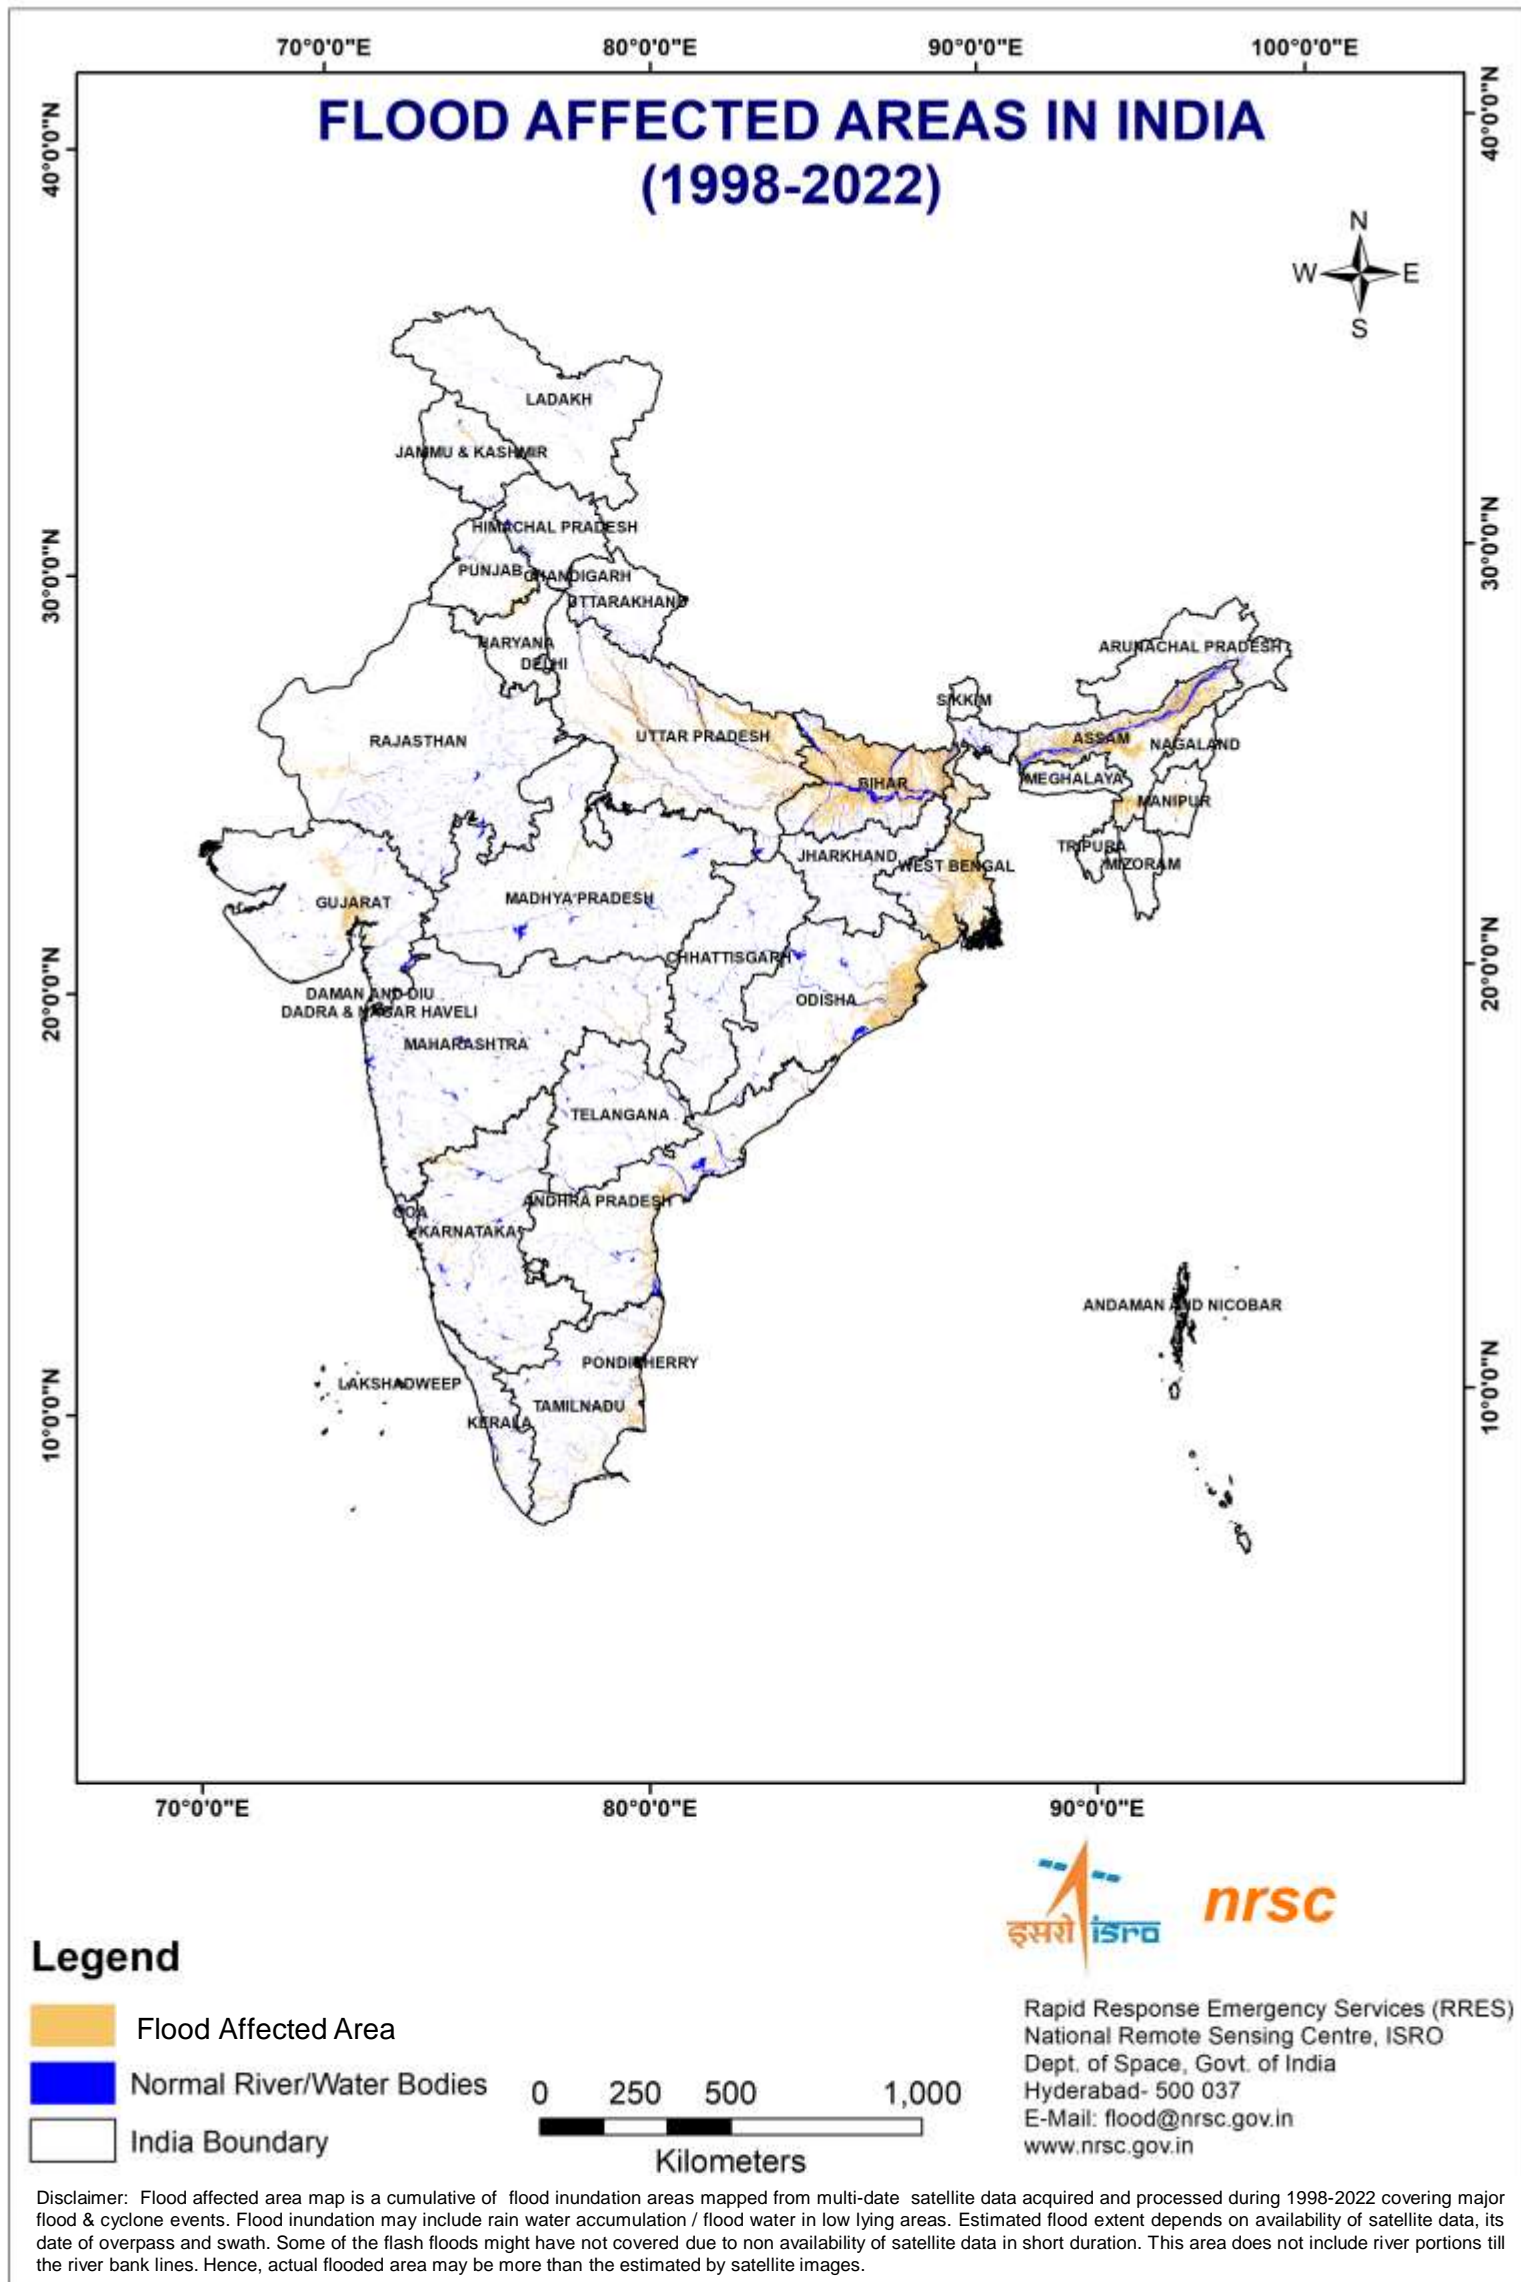 70°0'0"E 80°0'0"E 90°0'0"E 100°0'0"E
FLOOD AFFECTED AREAS IN INDIA
(1998-2022)
40°0'0"N
40°0'0"N
N
W E
S
LADAKH
JAMMU & KASHMIR
HIMACHAL PRADESH
PUNJAB
CHANDIGARH
UTTARAKHAND
30°0'0"N
30°0'0"N
HARYANA
DELHI
ARUNACHAL PRADESH
SIKKIM
RAJASTHAN
UTTAR PRADESH
ASSAM
NAGALAND
BIHAR
MEGHALAYA
MANIPUR
JHARKHAND
WEST BENGAL
TRIPURA
MIZORAM
GUJARAT
MADHYA PRADESH
CHHATTISGARH
ODISHA
20°0'0"N
20°0'0"N
DAMAN AND DIU
DADRA & NAGAR HAVELI
MAHARASHTRA
TELANGANA
GOA
ANDHRA PRADESH
KARNATAKA
ANDAMAN AND NICOBAR
PONDICHERRY
LAKSHADWEEP
TAMILNADU
KERALA
10°0'0"N
10°0'0"N
70°0'0"E 80°0'0"E 90°0'0"E
इसरो isro
nrsc
Legend
Flood Affected Area
Normal River/Water Bodies
India Boundary
0 250 500 1,000
Kilometers
Rapid Response Emergency Services (RRES)
National Remote Sensing Centre, ISRO
Dept. of Space, Govt. of India
Hyderabad- 500 037
E-Mail: flood@nrsc.gov.in
www.nrsc.gov.in
Disclaimer: Flood affected area map is a cumulative of flood inundation areas mapped from multi-date satellite data acquired and processed during 1998-2022 covering major
flood & cyclone events. Flood inundation may include rain water accumulation / flood water in low lying areas. Estimated flood extent depends on availability of satellite data, its
date of overpass and swath. Some of the flash floods might have not covered due to non availability of satellite data in short duration. This area does not include river portions till
the river bank lines. Hence, actual flooded area may be more than the estimated by satellite images.